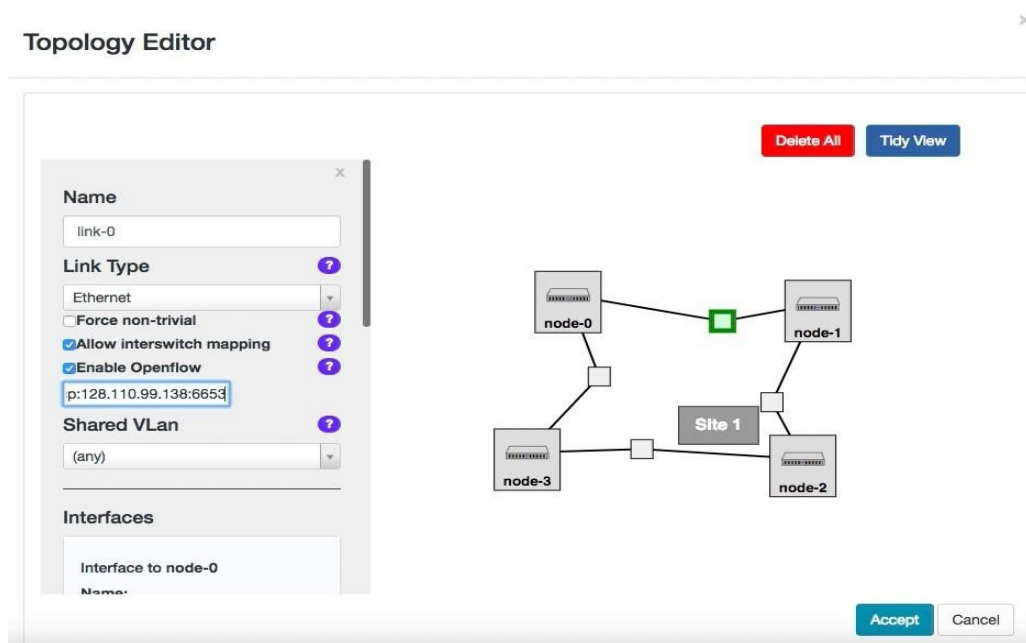 Topology Editor
Delete All
Tidy View
Name
link-0
Link Type
?
Ethernet
Force non-trivial
?
Allow interswitch mapping
?
Enable Openflow
?
p:128.110.99.138:6653
Shared VLan
?
(any)
Interfaces
Interface to node-0
Name:
node-0
node-1
Site 1
node-3
node-2
Accept
Cancel